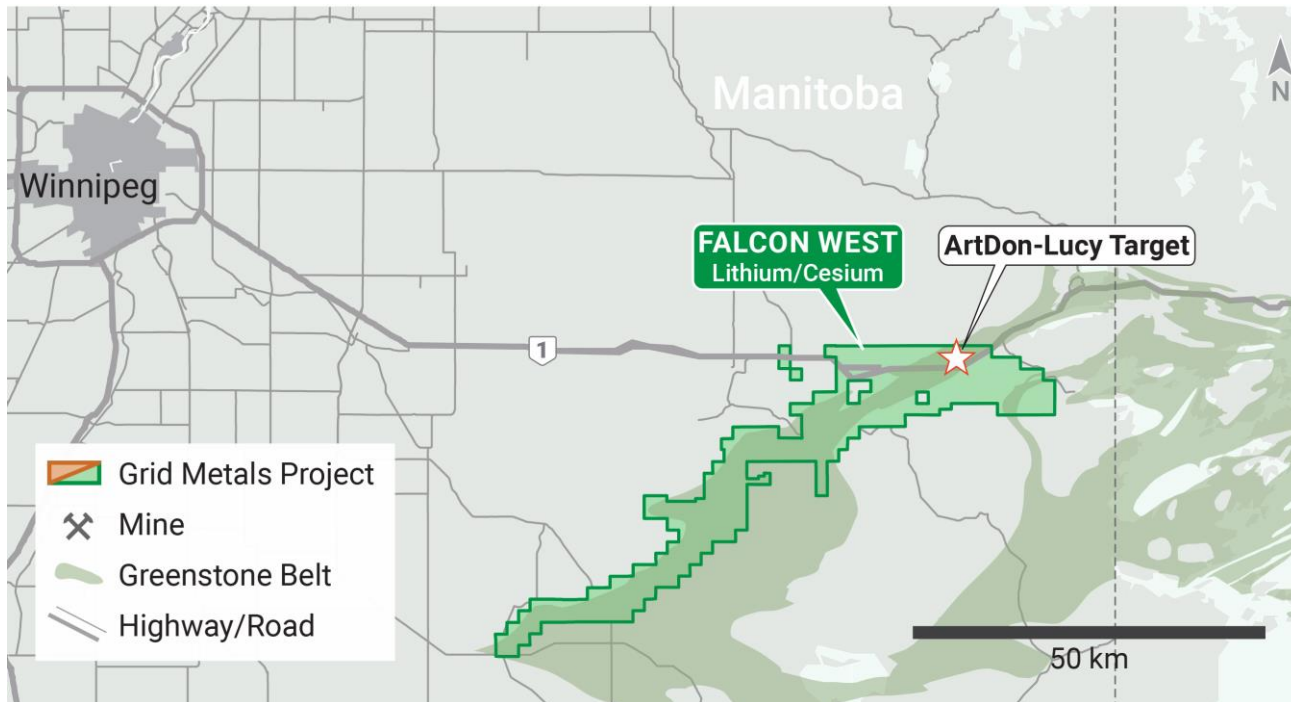 Manitoba
N
Winnipeg
FALCON WEST
Lithium/Cesium
ArtDon-Lucy Target
1
Grid Metals Project
Mine
Greenstone Belt
Highway/Road
50 km